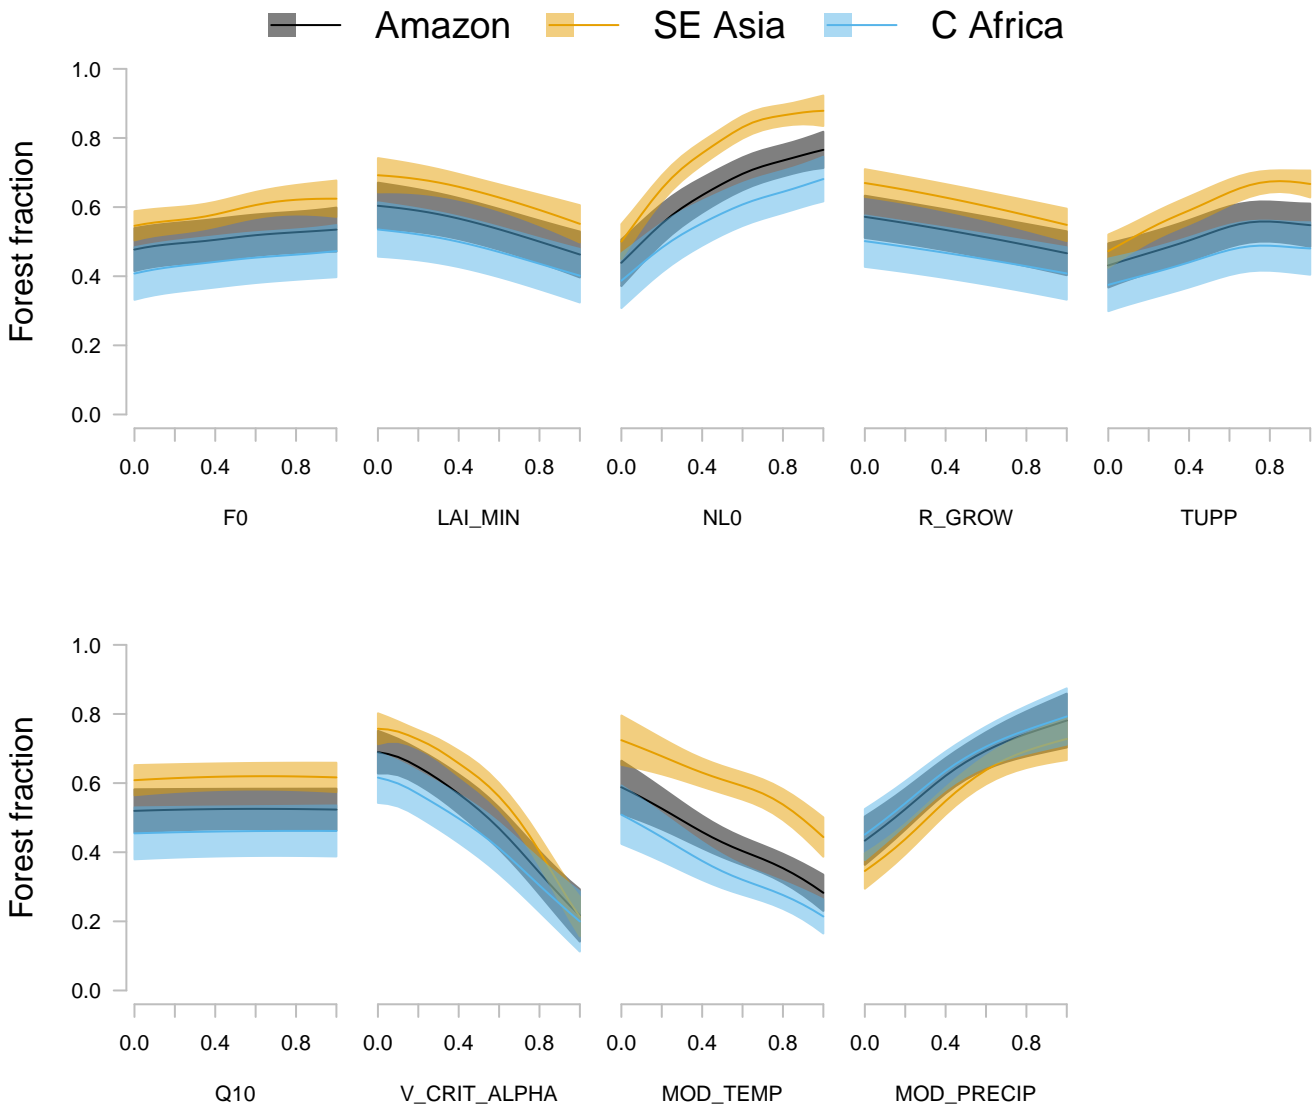 Amazon SE Asia C Africa
Forest fraction
1.0
0.8
0.6
0.4
0.2
0.0
0.0 0.4 0.8 0.0 0.4 0.8 0.0 0.4 0.8 0.0 0.4 0.8 0.0 0.4 0.8
F0 LAI_MIN NL0 R_GROW TUPP
Forest fraction
1.0
0.8
0.6
0.4
0.2
0.0
0.0 0.4 0.8 0.0 0.4 0.8 0.0 0.4 0.8 0.0 0.4 0.8
Q10 V_CRIT_ALPHA MOD_TEMP MOD_PRECIP